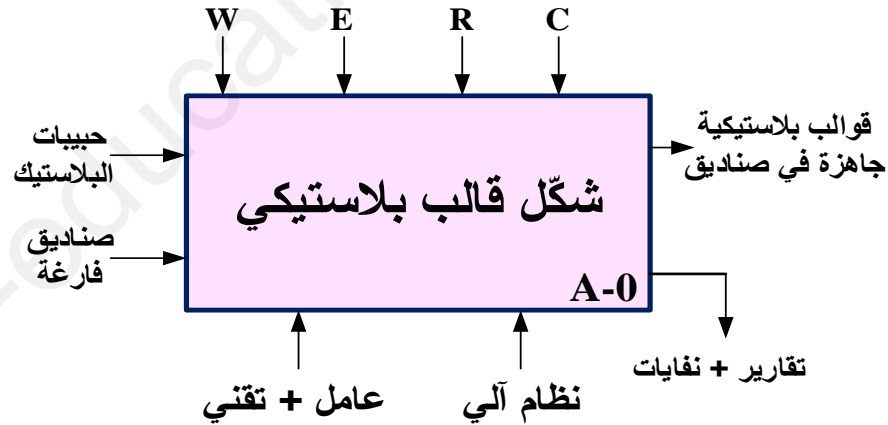 W E R C
حبيبات
البلاستيك
صناديق
فارغة
شكّل قالب بلاستيكي
A-0
قوالب بلاستيكية
جاهزة في صناديق
تقارير + نفايات
نظام آلي
عامل + تقني